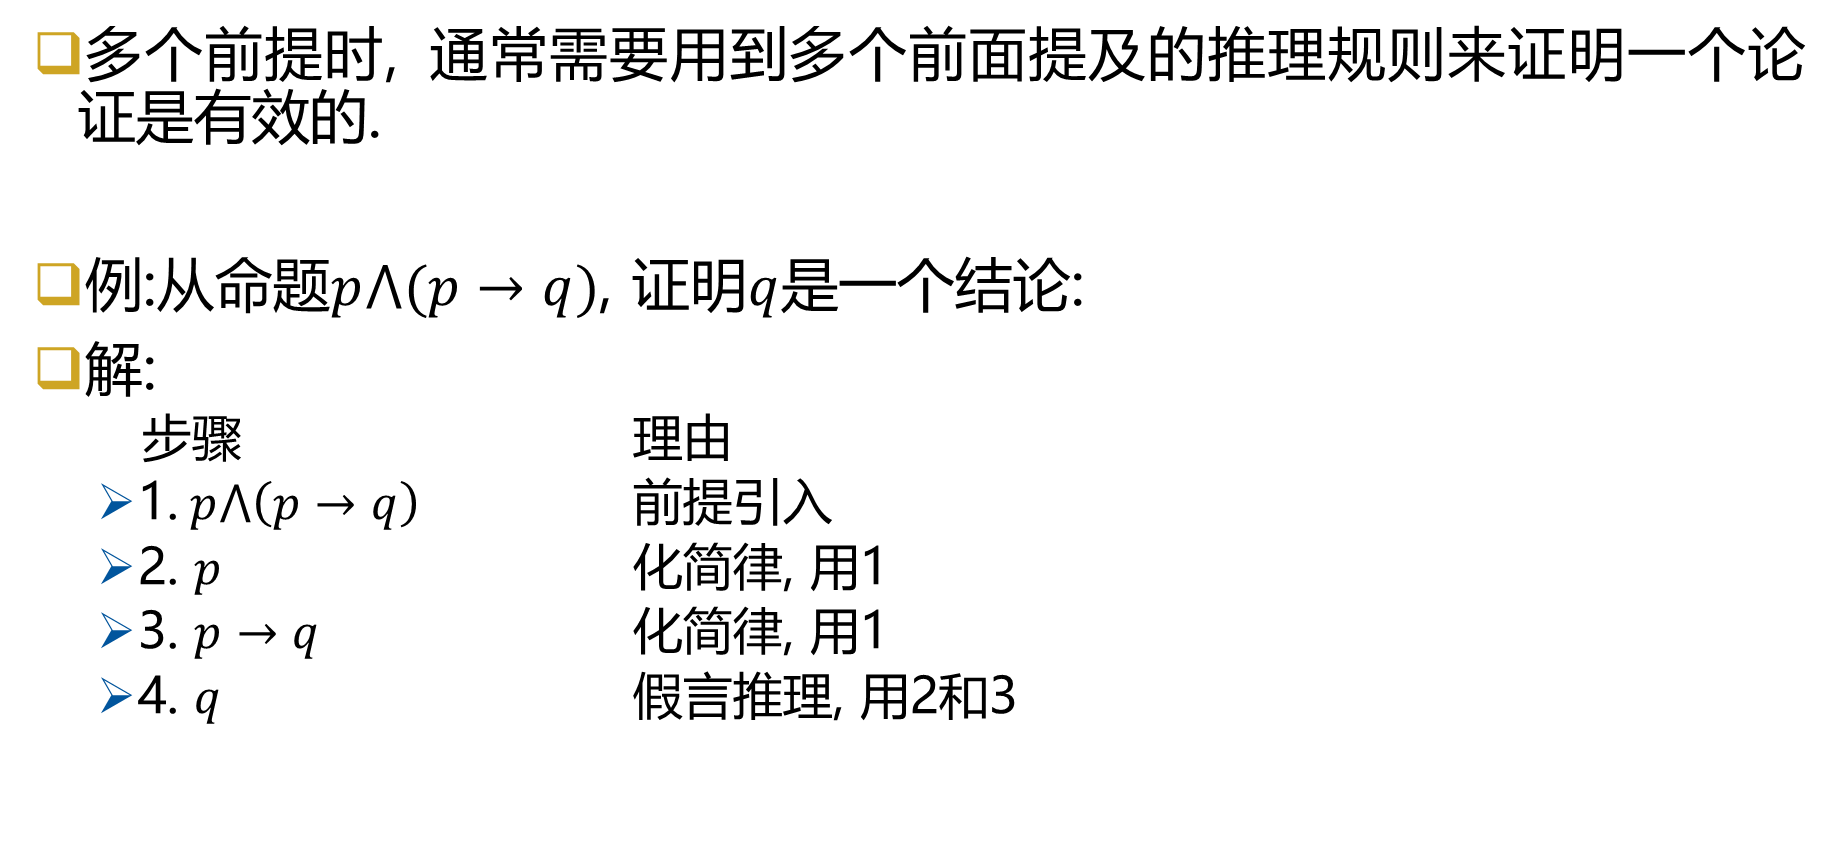 多个前提时, 通常需要用到多个前面提及的推理规则来证明一个论
证是有效的.
例:从命题p∧(p → q), 证明q是一个结论:
解:
步骤 理由
1. p∧(p → q) 前提引入
2. p 化简律, 用1
3. p → q 化简律, 用1
4. q 假言推理, 用2和3